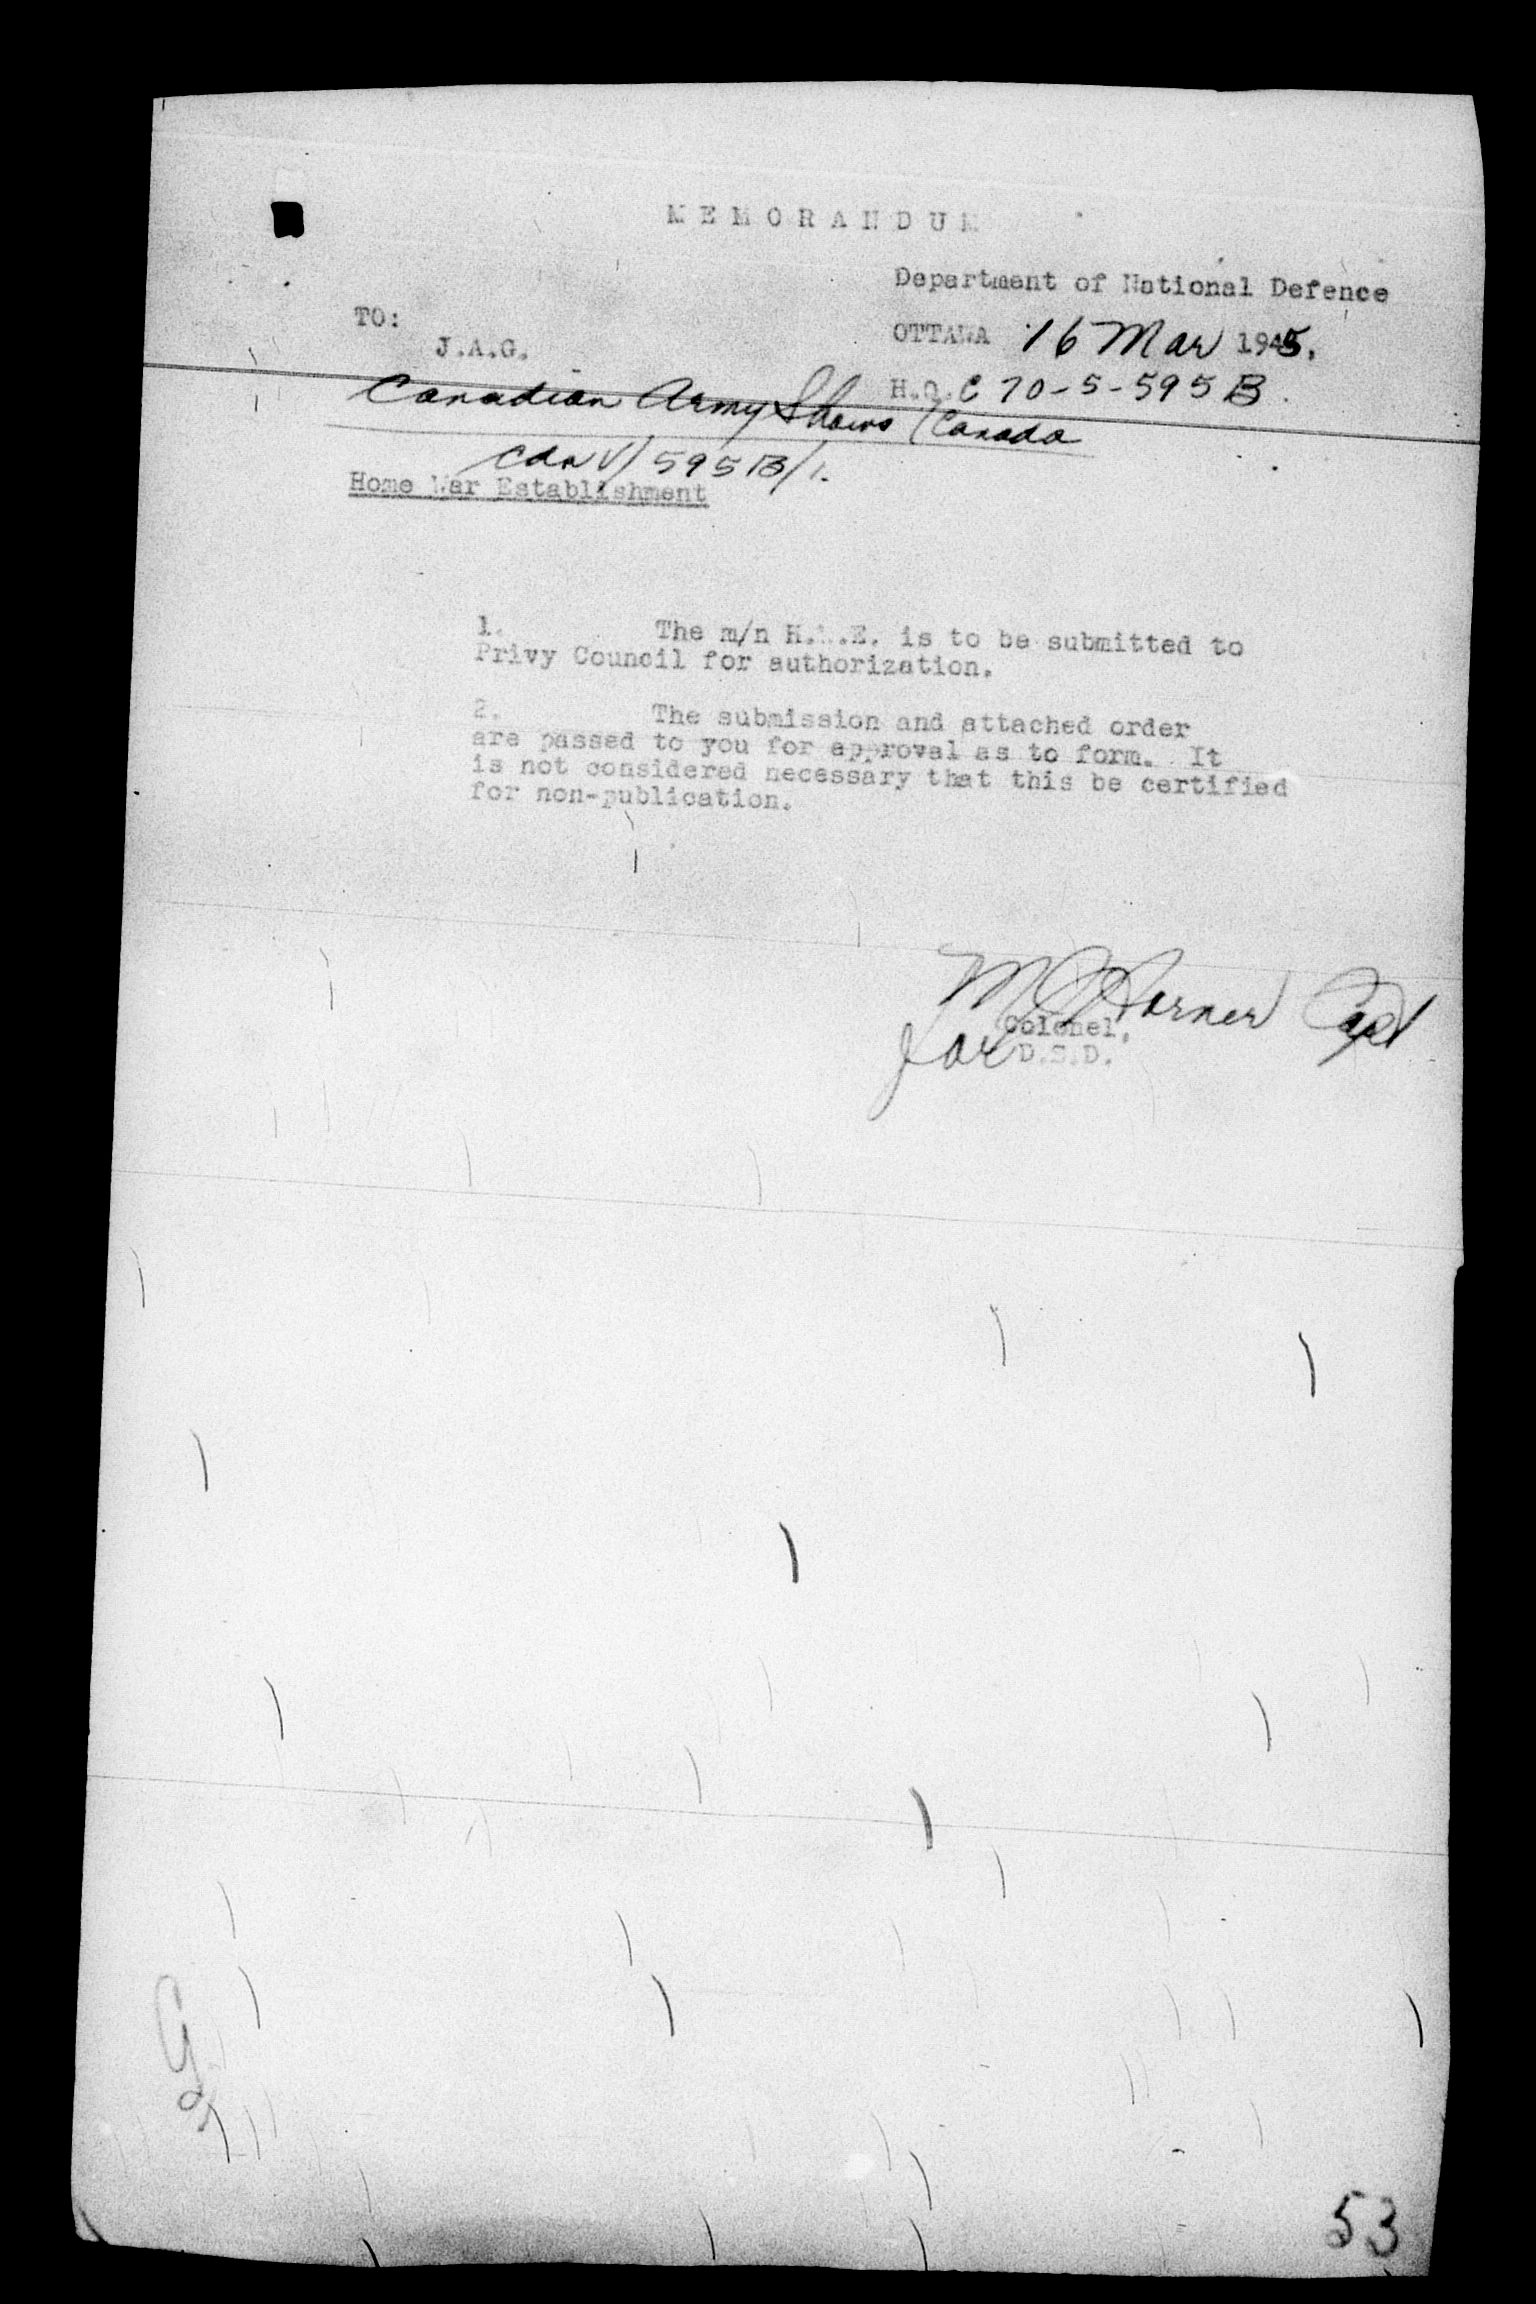 MEMORANDUM
Department of National Defence
TO:
OTTAWA 16 Mar 1945.
J.A.G.
H.Q.C 70-5-595 B.
Canadian Army Shows (Canada
Cdn V/595B/1.
Home War Establishment
1. The m/n H.W.E. is to be submitted to
Privy Council for authorization.
2. The submission and attached order
are passed to you for approval as to form. It
is not considered necessary that this be certified
for non-publication.
Horner Capt
Colonel,
for D.S.D.
53